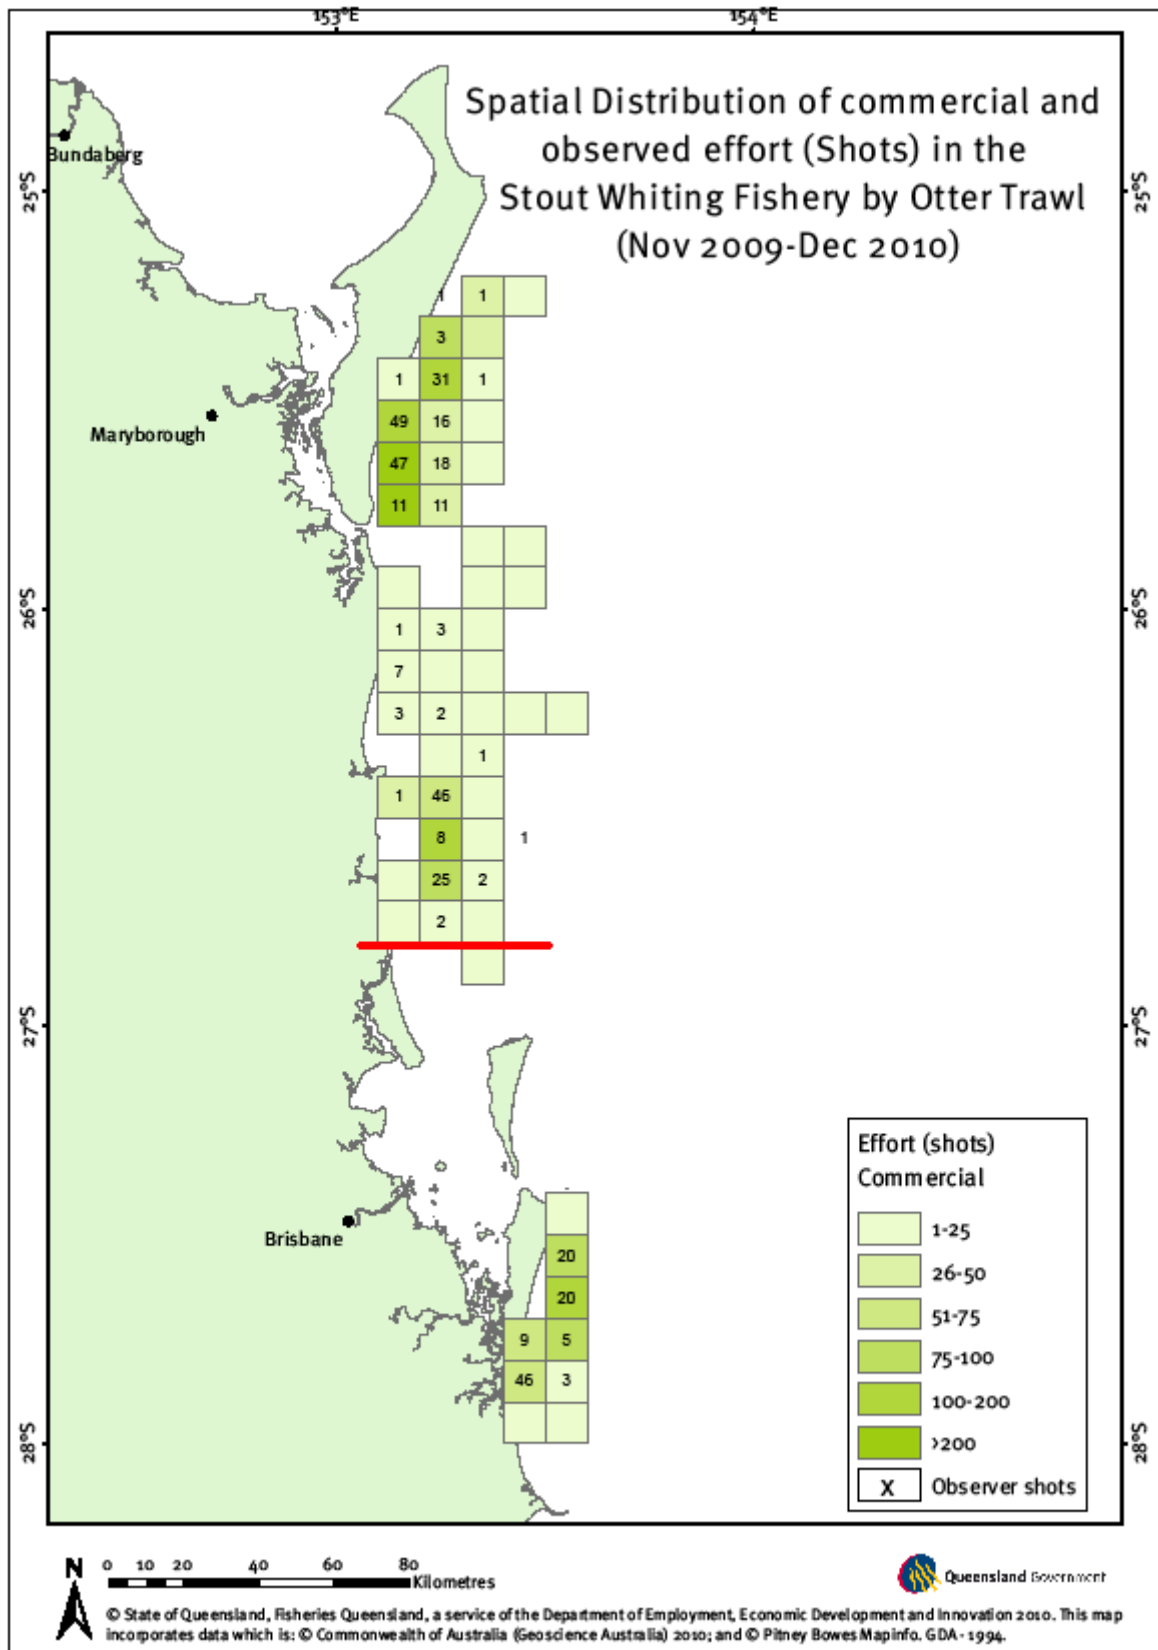 153°E 154°E
Spatial Distribution of commercial and
observed effort (Shots) in the
Stout Whiting Fishery by Otter Trawl
(Nov 2009-Dec 2010)
Bundaberg
25°S 25°S
1 1
3
1 31 1
49 16
Maryborough
47 18
11 11
26°S 26°S
1 3
7
3 2
1
1 46
8 1
25 2
2
27°S 27°S
Brisbane
20
20
9 5
46 3
28°S 28°S
Effort (shots)
Commercial
1-25
26-50
51-75
75-100
100-200
>200
X Observer shots
N
0 10 20 40 60 80
Kilometres
Queensland Government
© State of Queensland, Fisheries Queensland, a service of the Department of Employment, Economic Development and Innovation 2010. This map
incorporates data which is: © Commonwealth of Australia (Geoscience Australia) 2010; and © Pitney Bowes Mapinfo. GDA - 1994.